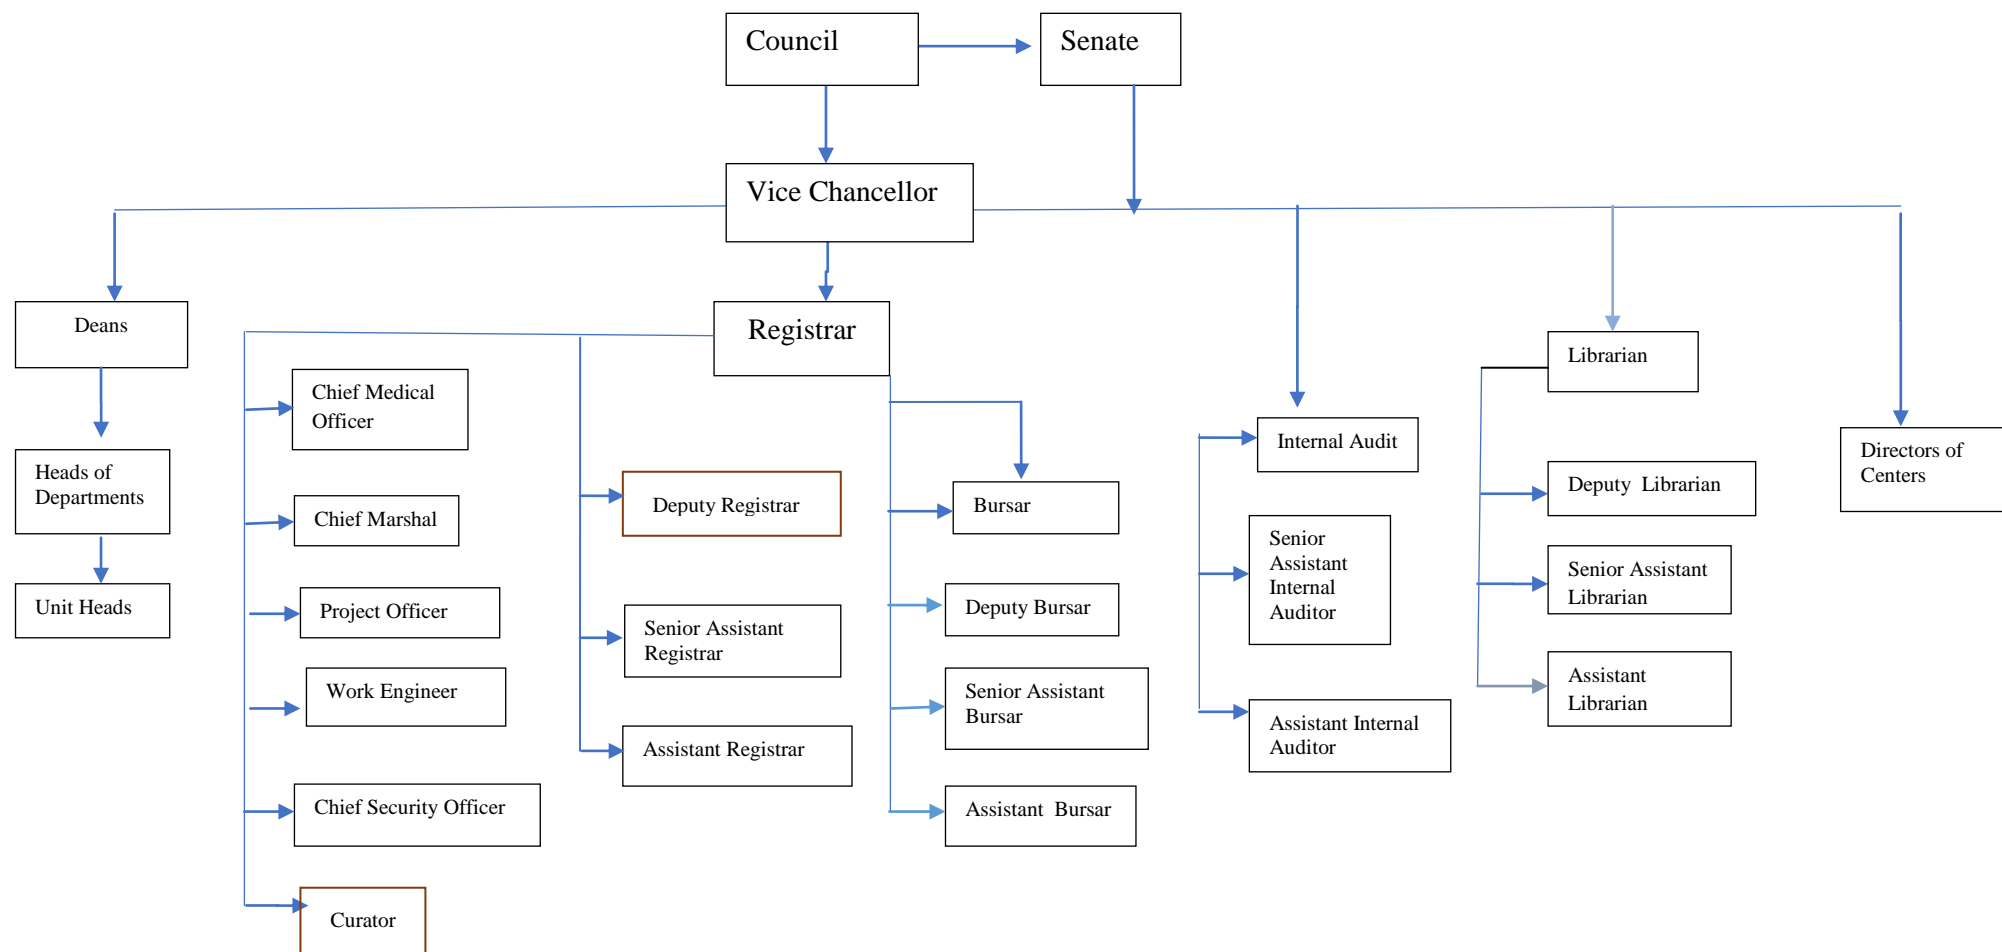 Council
Senate
Vice Chancellor
Deans
Registrar
Librarian
Chief Medical
Officer
Internal Audit
Directors of
Centers
Heads of
Departments
Deputy Registrar
Bursar
Deputy  Librarian
Chief Marshal
Senior
Assistant
Internal
Auditor
Senior Assistant
Librarian
Unit Heads
Project Officer
Deputy Bursar
Senior Assistant
Registrar
Work Engineer
Senior Assistant
Bursar
Assistant
Librarian
Assistant Registrar
Assistant Internal
Auditor
Chief Security Officer
Assistant  Bursar
Curator